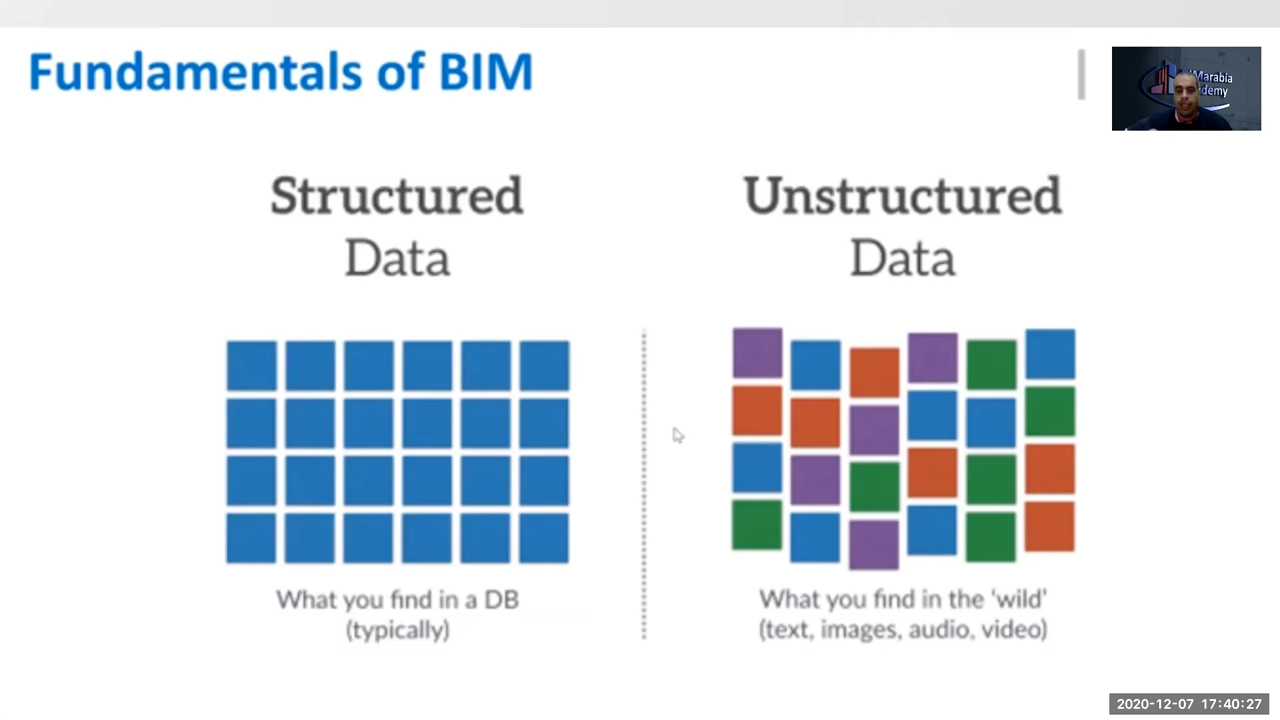 Fundamentals of BIM
Structured
Data
Unstructured
Data
What you find in a DB
(typically)
What you find in the ‘wild’
(text, images, audio, video)
2020-12-07 17:40:27